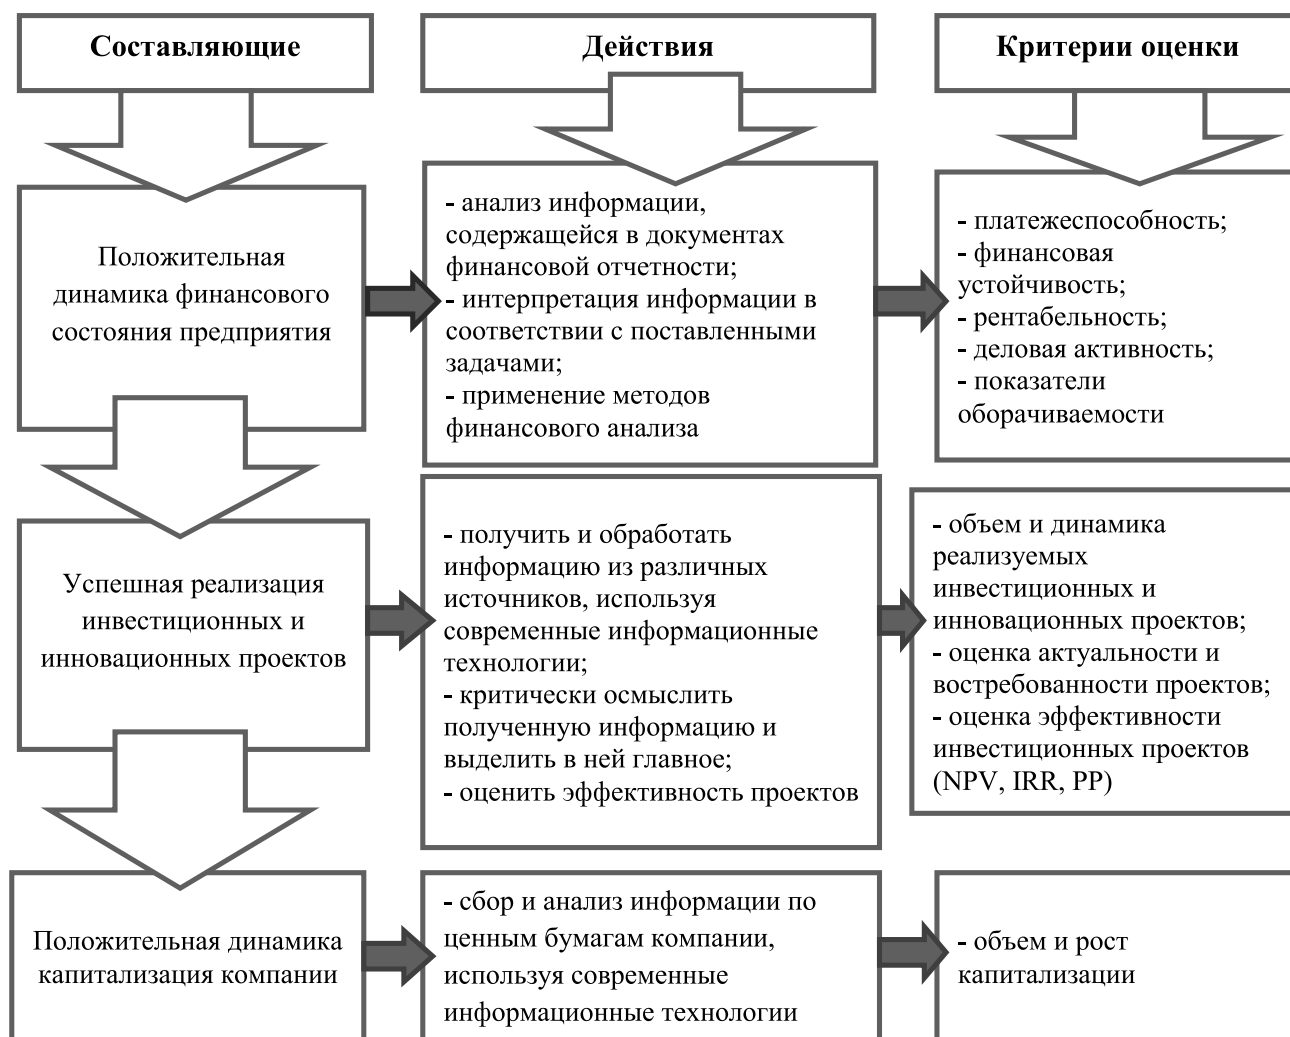 Составляющие
Действия
Критерии оценки
Положительная
динамика финансового
состояния предприятия
- анализ информации,
содержащейся в документах
финансовой отчетности;
- интерпретация информации в
соответствии с поставленными
задачами;
- применение методов
финансового анализа
- платежеспособность;
- финансовая
устойчивость;
- рентабельность;
- деловая активность;
- показатели
оборачиваемости
Успешная реализация
инвестиционных и
инновационных проектов
- получить и обработать
информацию из различных
источников, используя
современные информационные
технологии;
- критически осмыслить
полученную информацию и
выделить в ней главное;
- оценить эффективность проектов
- объем и динамика
реализуемых
инвестиционных и
инновационных проектов;
- оценка актуальности и
востребованности проектов;
- оценка эффективности
инвестиционных проектов
(NPV, IRR, PP)
Положительная динамика
капитализация компании
- сбор и анализ информации по
ценным бумагам компании,
используя современные
информационные технологии
- объем и рост
капитализации